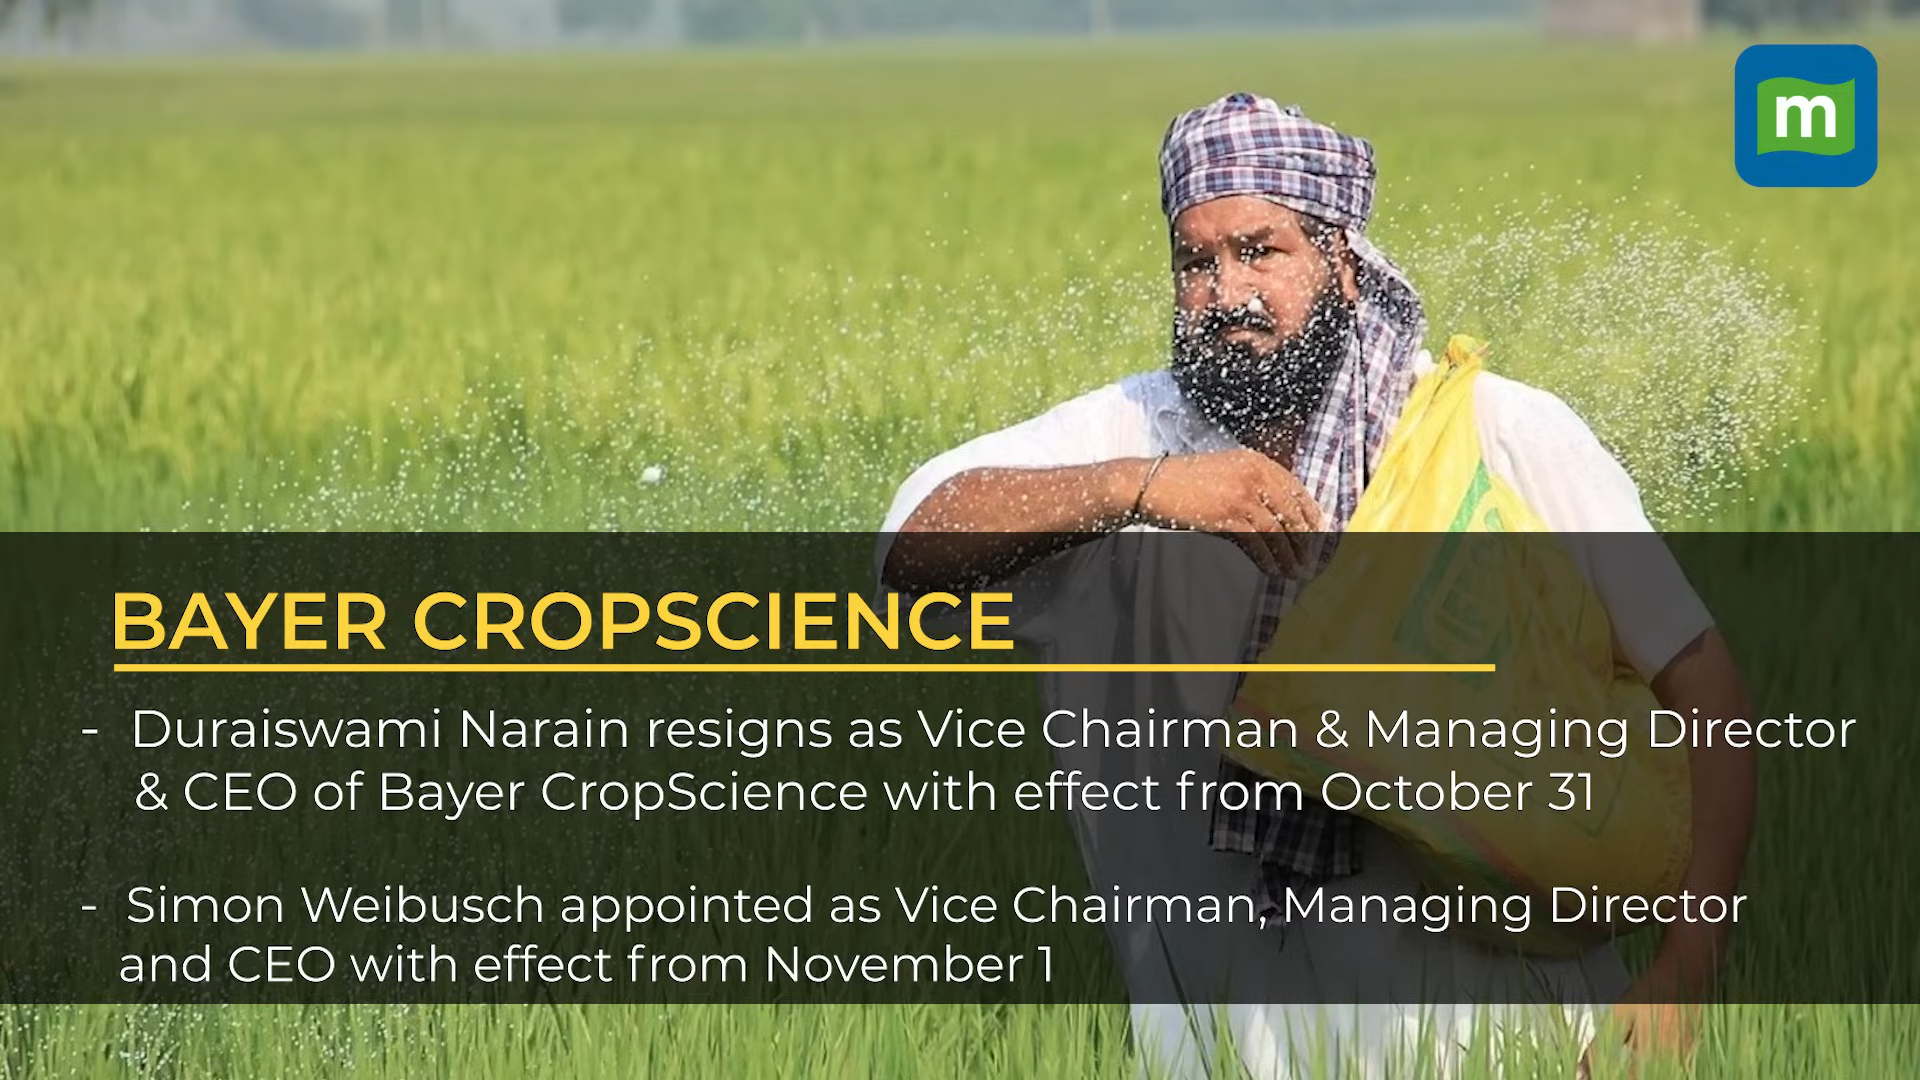 m
BAYER CROPSCIENCE
- Duraiswami Narain resigns as Vice Chairman & Managing Director
& CEO of Bayer CropScience with effect from October 31
- Simon Weibusch appointed as Vice Chairman, Managing Director
and CEO with effect from November 1